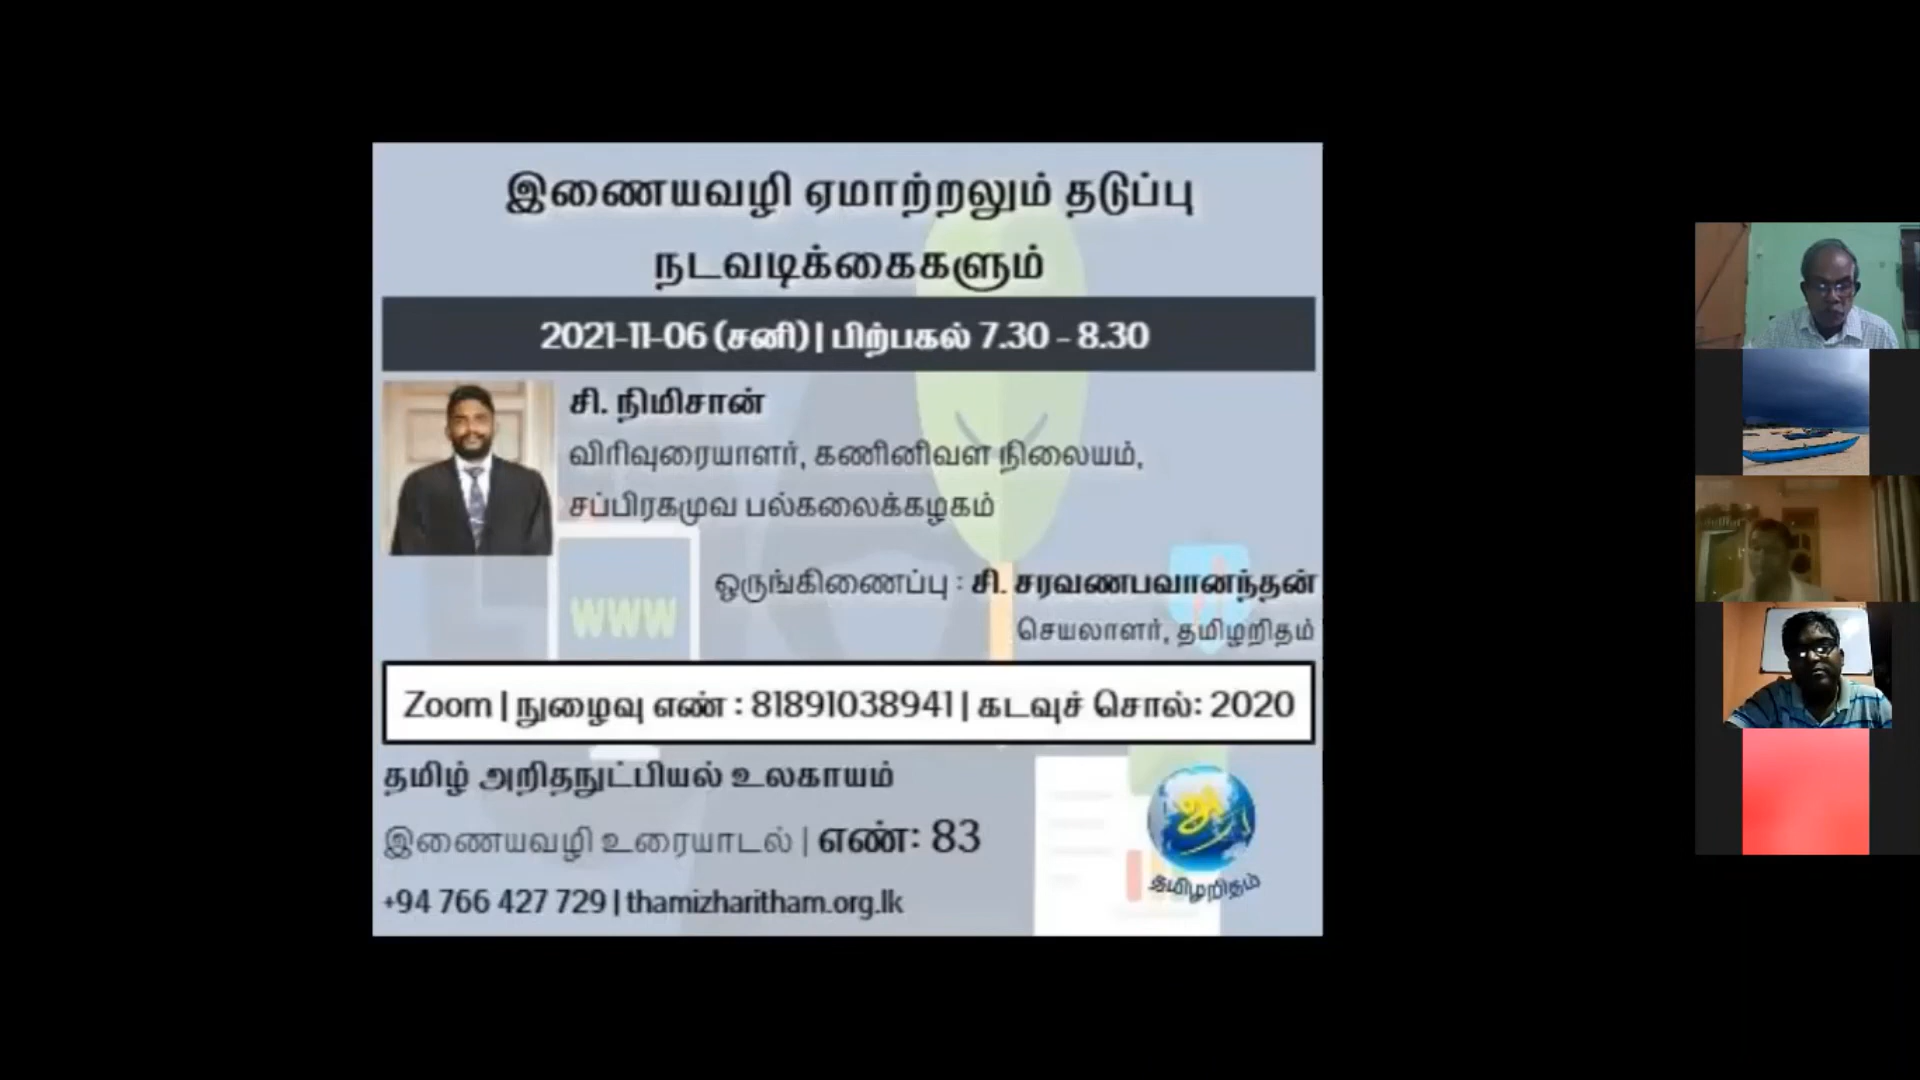 இணையவழி ஏமாற்றலும் தடுப்பு
நடவடிக்கைகளும்
2021-11-06 (சனி) | பிற்பகல் 7.30 - 8.30
சி. நிமிசான்
விரிவுரையாளர், கணினிவள நிலையம்,
சப்பிரகமுவ பல்கலைக்கழகம்
www
ஒருங்கிணைப்பு : சி. சரவணபவானந்தன்
செயலாளர், தமிழறிதம்
Zoom | நுழைவு எண் : 81891038941 | கடவுச் சொல்: 2020
தமிழ் அறிதநுட்பியல் உலகாயம்
இணையவழி உரையாடல் | எண்: 83
தமிழறிதம்
+94 766 427 729 | thamizharitham.org.lk